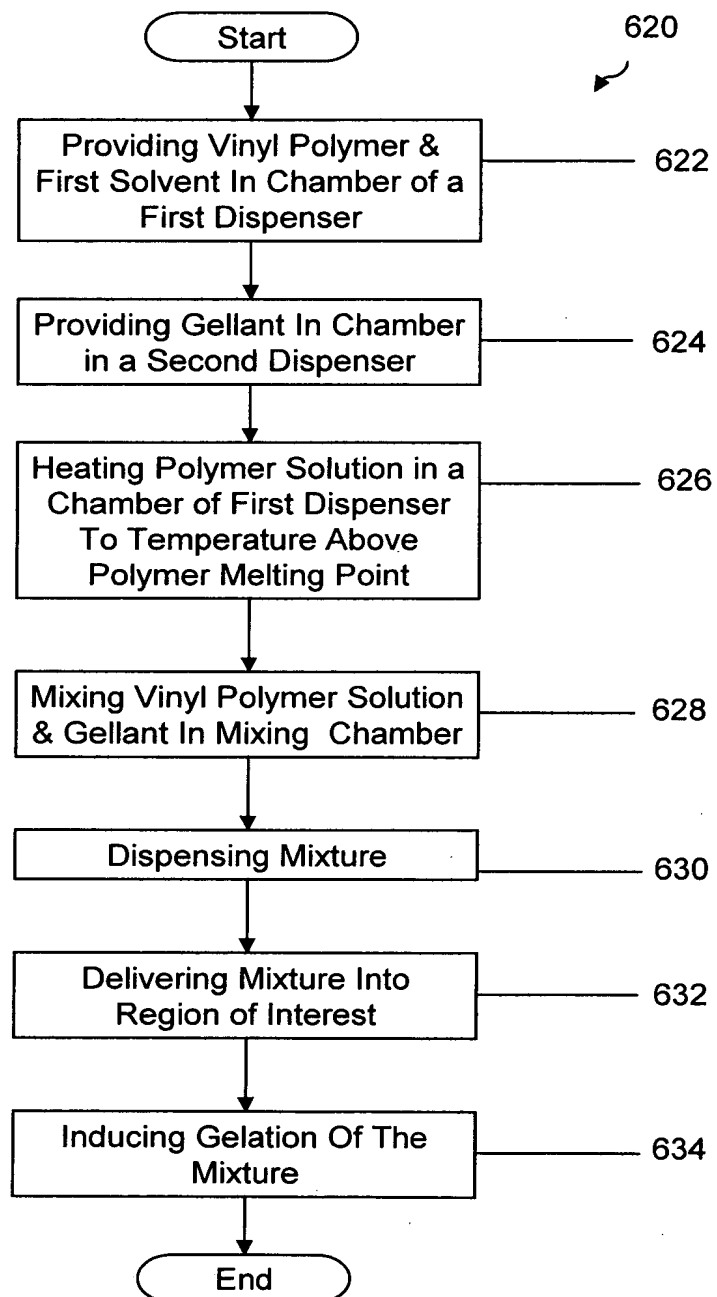 Start
620
Providing Vinyl Polymer &
First Solvent In Chamber of a
First Dispenser
622
Providing Gellant In Chamber
in a Second Dispenser
624
Heating Polymer Solution in a
Chamber of First Dispenser
To Temperature Above
Polymer Melting Point
626
Mixing Vinyl Polymer Solution
& Gellant In Mixing Chamber
628
Dispensing Mixture
630
Delivering Mixture Into
Region of Interest
632
Inducing Gelation Of The
Mixture
634
End